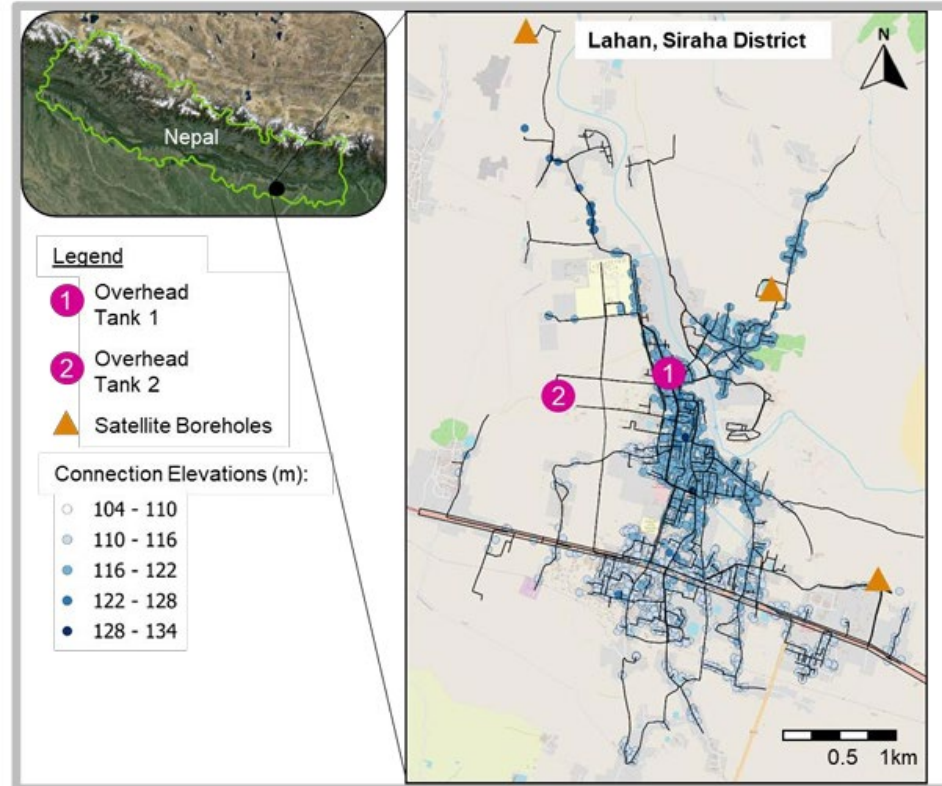 Nepal
Lahan, Siraha District
N
Legend
1 Overhead
Tank 1
2 Overhead
Tank 2
Satellite Boreholes
Connection Elevations (m):
104 - 110
110 - 116
116 - 122
122 - 128
128 - 134
1
2
0.5 1km